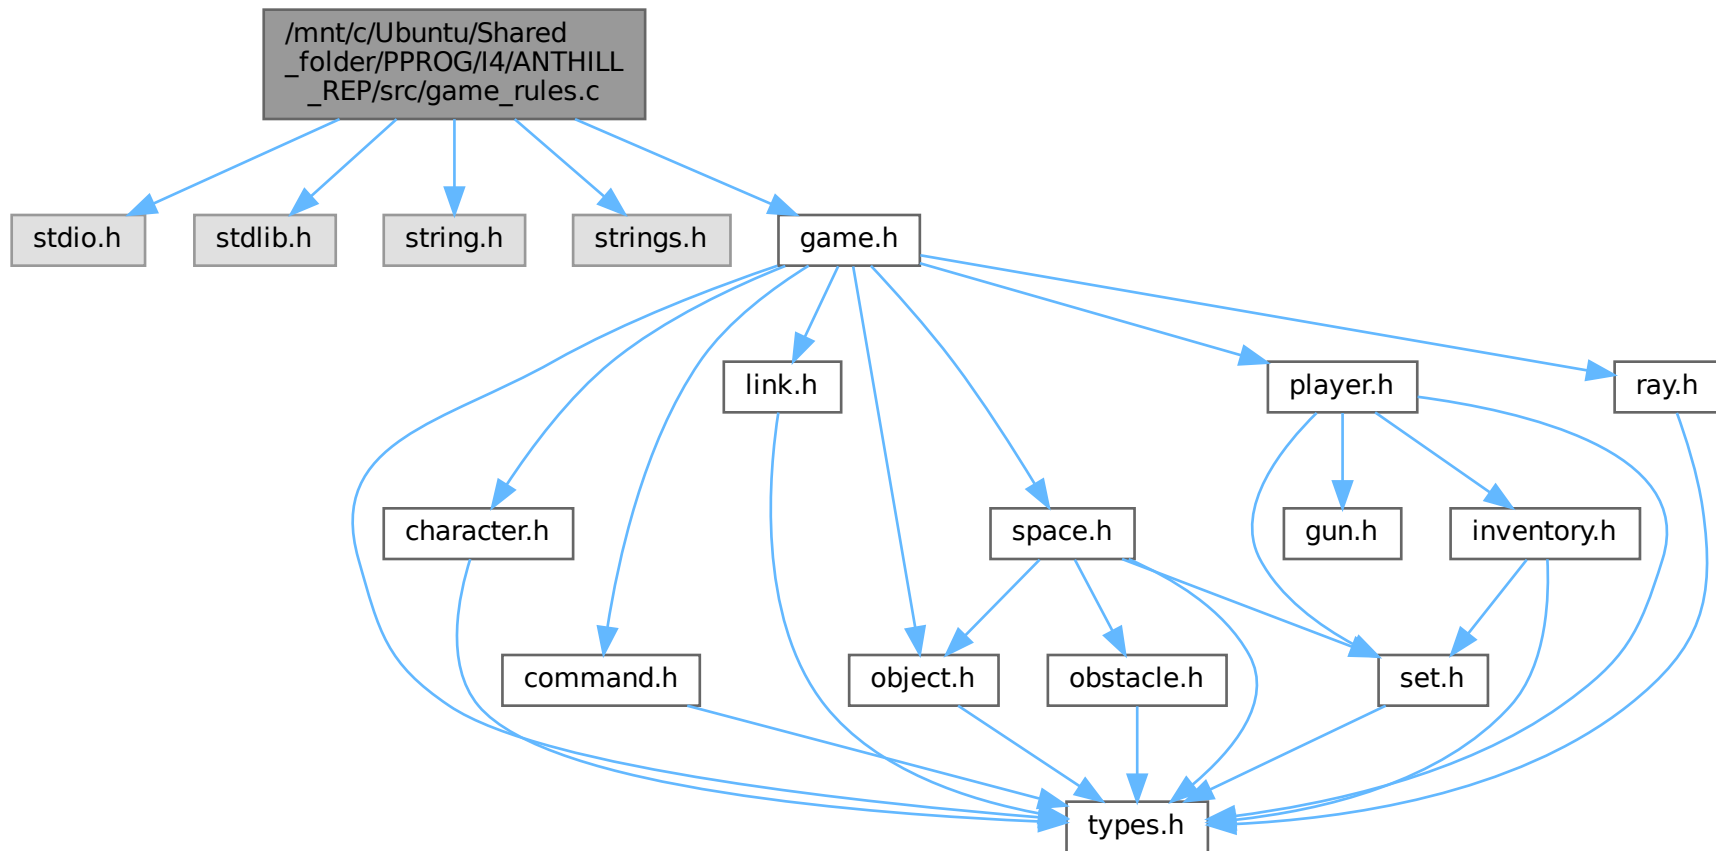 /mnt/c/Ubuntu/Shared
_folder/PPROG/I4/ANTHILL
_REP/src/game_rules.c
stdio.h
stdlib.h
string.h
strings.h
game.h
link.h
player.h
ray.h
character.h
space.h
gun.h
inventory.h
command.h
object.h
obstacle.h
set.h
types.h